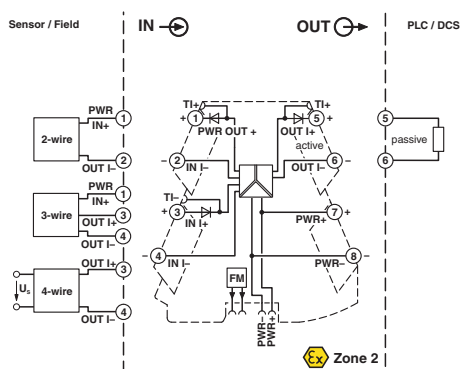 Sensor / Field
IN
OUT
PLC / DCS
PWR
IN+
1
2-wire
2
OUT I–
PWR
1
3-wire
OUT I+
3
4
OUT I–
OUT I+
3
Us
4-wire
4
OUT I–
TI+
+
1
PWR OUT +
–
2
IN I–
TI–
+
3
IN I+
–
4
IN I–
TI+
5
+
OUT I+
active
6
–
OUT I–
7
+
PWR+
8
–
PWR–
FM
PWR–
PWR+
5
passive
6
Ex
Zone 2